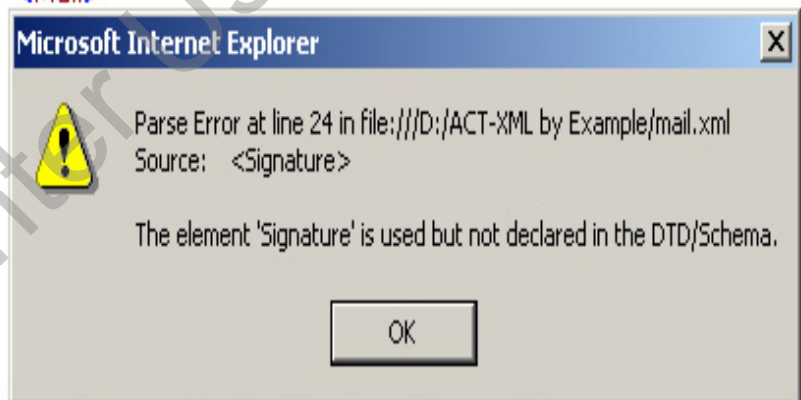 Microsoft Internet Explorer
Parse Error at line 24 in file:///D:/ACT-XML by Example/mail.xml
Source: <Signature>
The element 'Signature' is used but not declared in the DTD/Schema.
OK